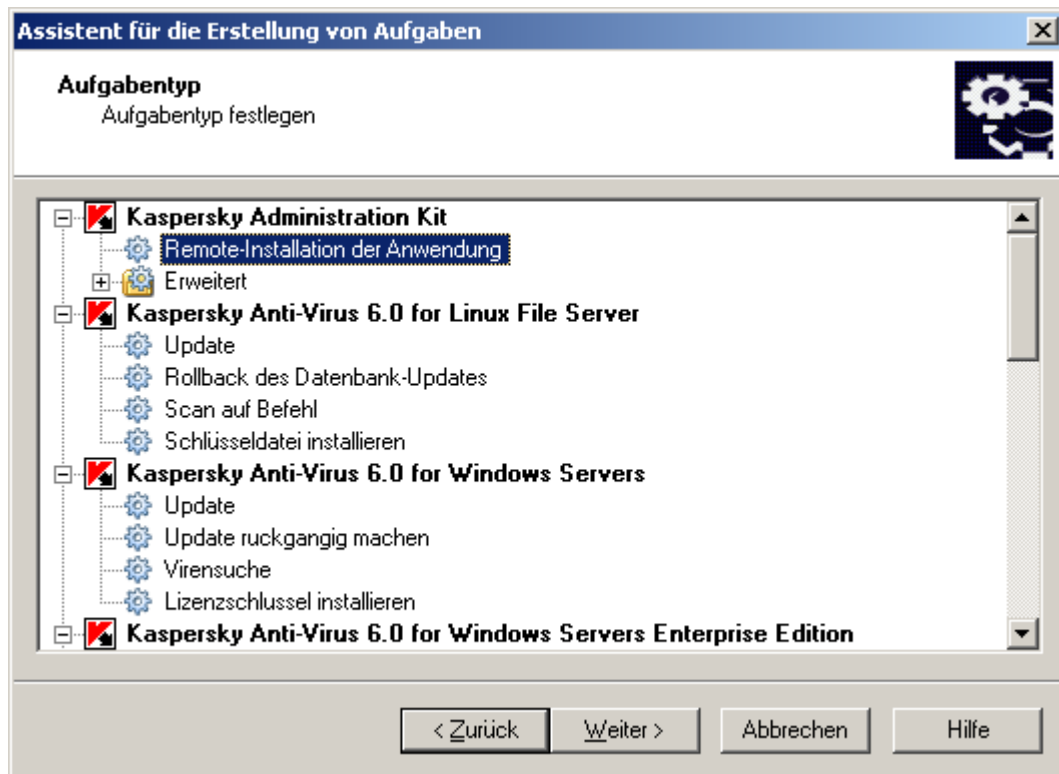 Assistent für die Erstellung von Aufgaben
Aufgabentyp
Aufgabentyp festlegen
Kaspersky Administration Kit
Remote-Installation der Anwendung
Erweitert
Kaspersky Anti-Virus 6.0 for Linux File Server
Update
Rollback des Datenbank-Updates
Scan auf Befehl
Schlüsseldatei installieren
Kaspersky Anti-Virus 6.0 for Windows Servers
Update
Update ruckgangig machen
Virensuche
Lizenzschlussel installieren
Kaspersky Anti-Virus 6.0 for Windows Servers Enterprise Edition
< Zurück Weiter > Abbrechen Hilfe